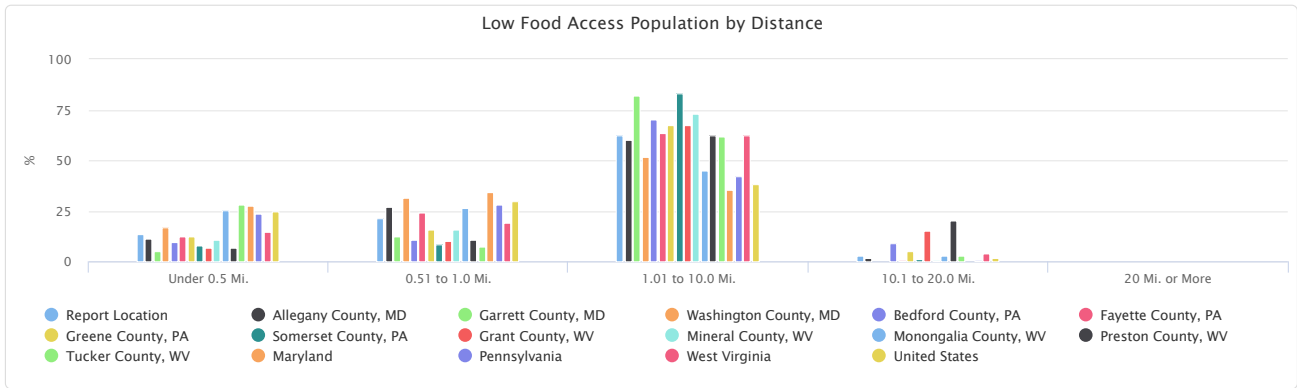 Low Food Access Population by Distance
100
75
50
25
0
%
Under 0.5 Mi. 0.51 to 1.0 Mi. 1.01 to 10.0 Mi. 10.1 to 20.0 Mi. 20 Mi. or More
Report Location Allegany County, MD Garrett County, MD Washington County, MD Bedford County, PA Fayette County, PA
Greene County, PA Somerset County, PA Grant County, WV Mineral County, WV Monongalia County, WV Preston County, WV
Tucker County, WV Maryland Pennsylvania West Virginia United States